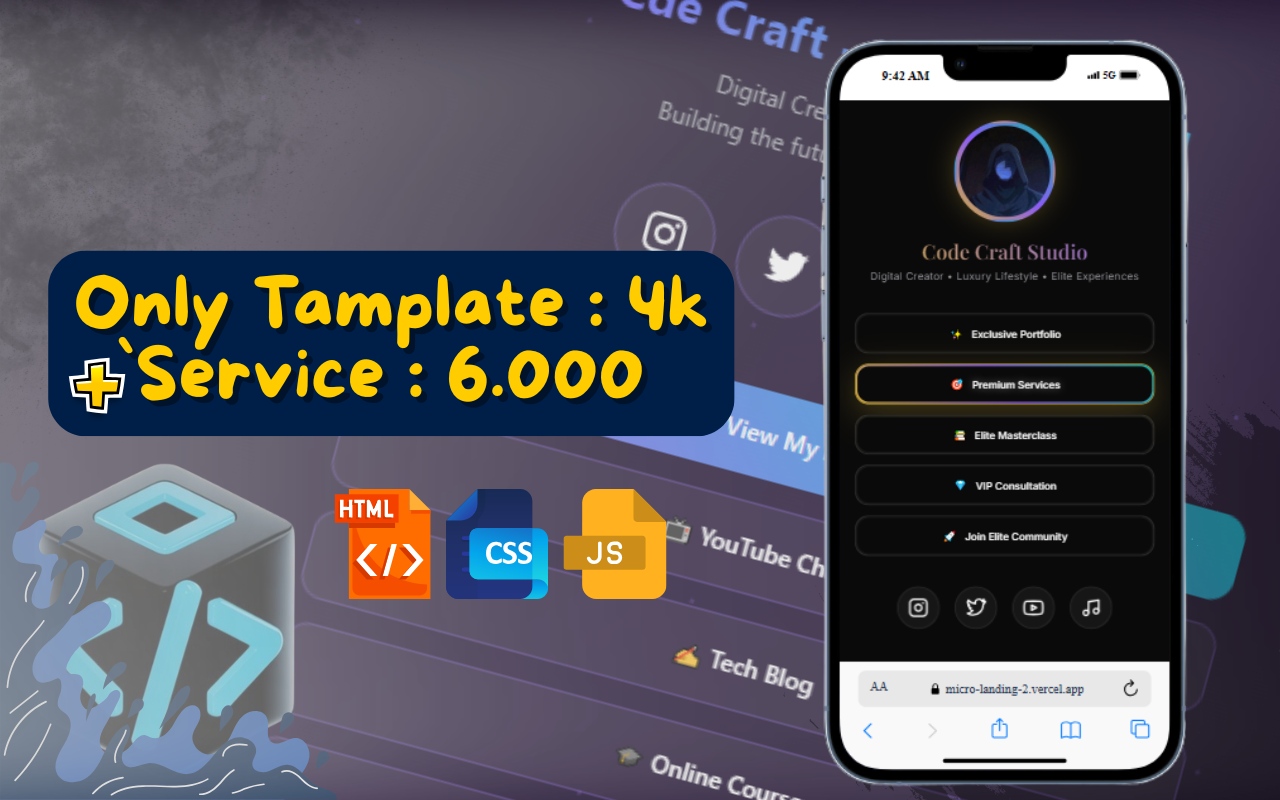 Only Tamplate : 4k
+ `Service : 6.000
HTML
</>
CSS
JS
</>
Code Craft
Digital Cre
Building the futu
View My
YouTube Ch
Tech Blog
Online Course
9:42 AM
5G
Code Craft Studio
Digital Creator • Luxury Lifestyle • Elite Experiences
Exclusive Portfolio
Premium Services
Elite Masterclass
VIP Consultation
Join Elite Community
AA
micro-landing-2.vercel.app